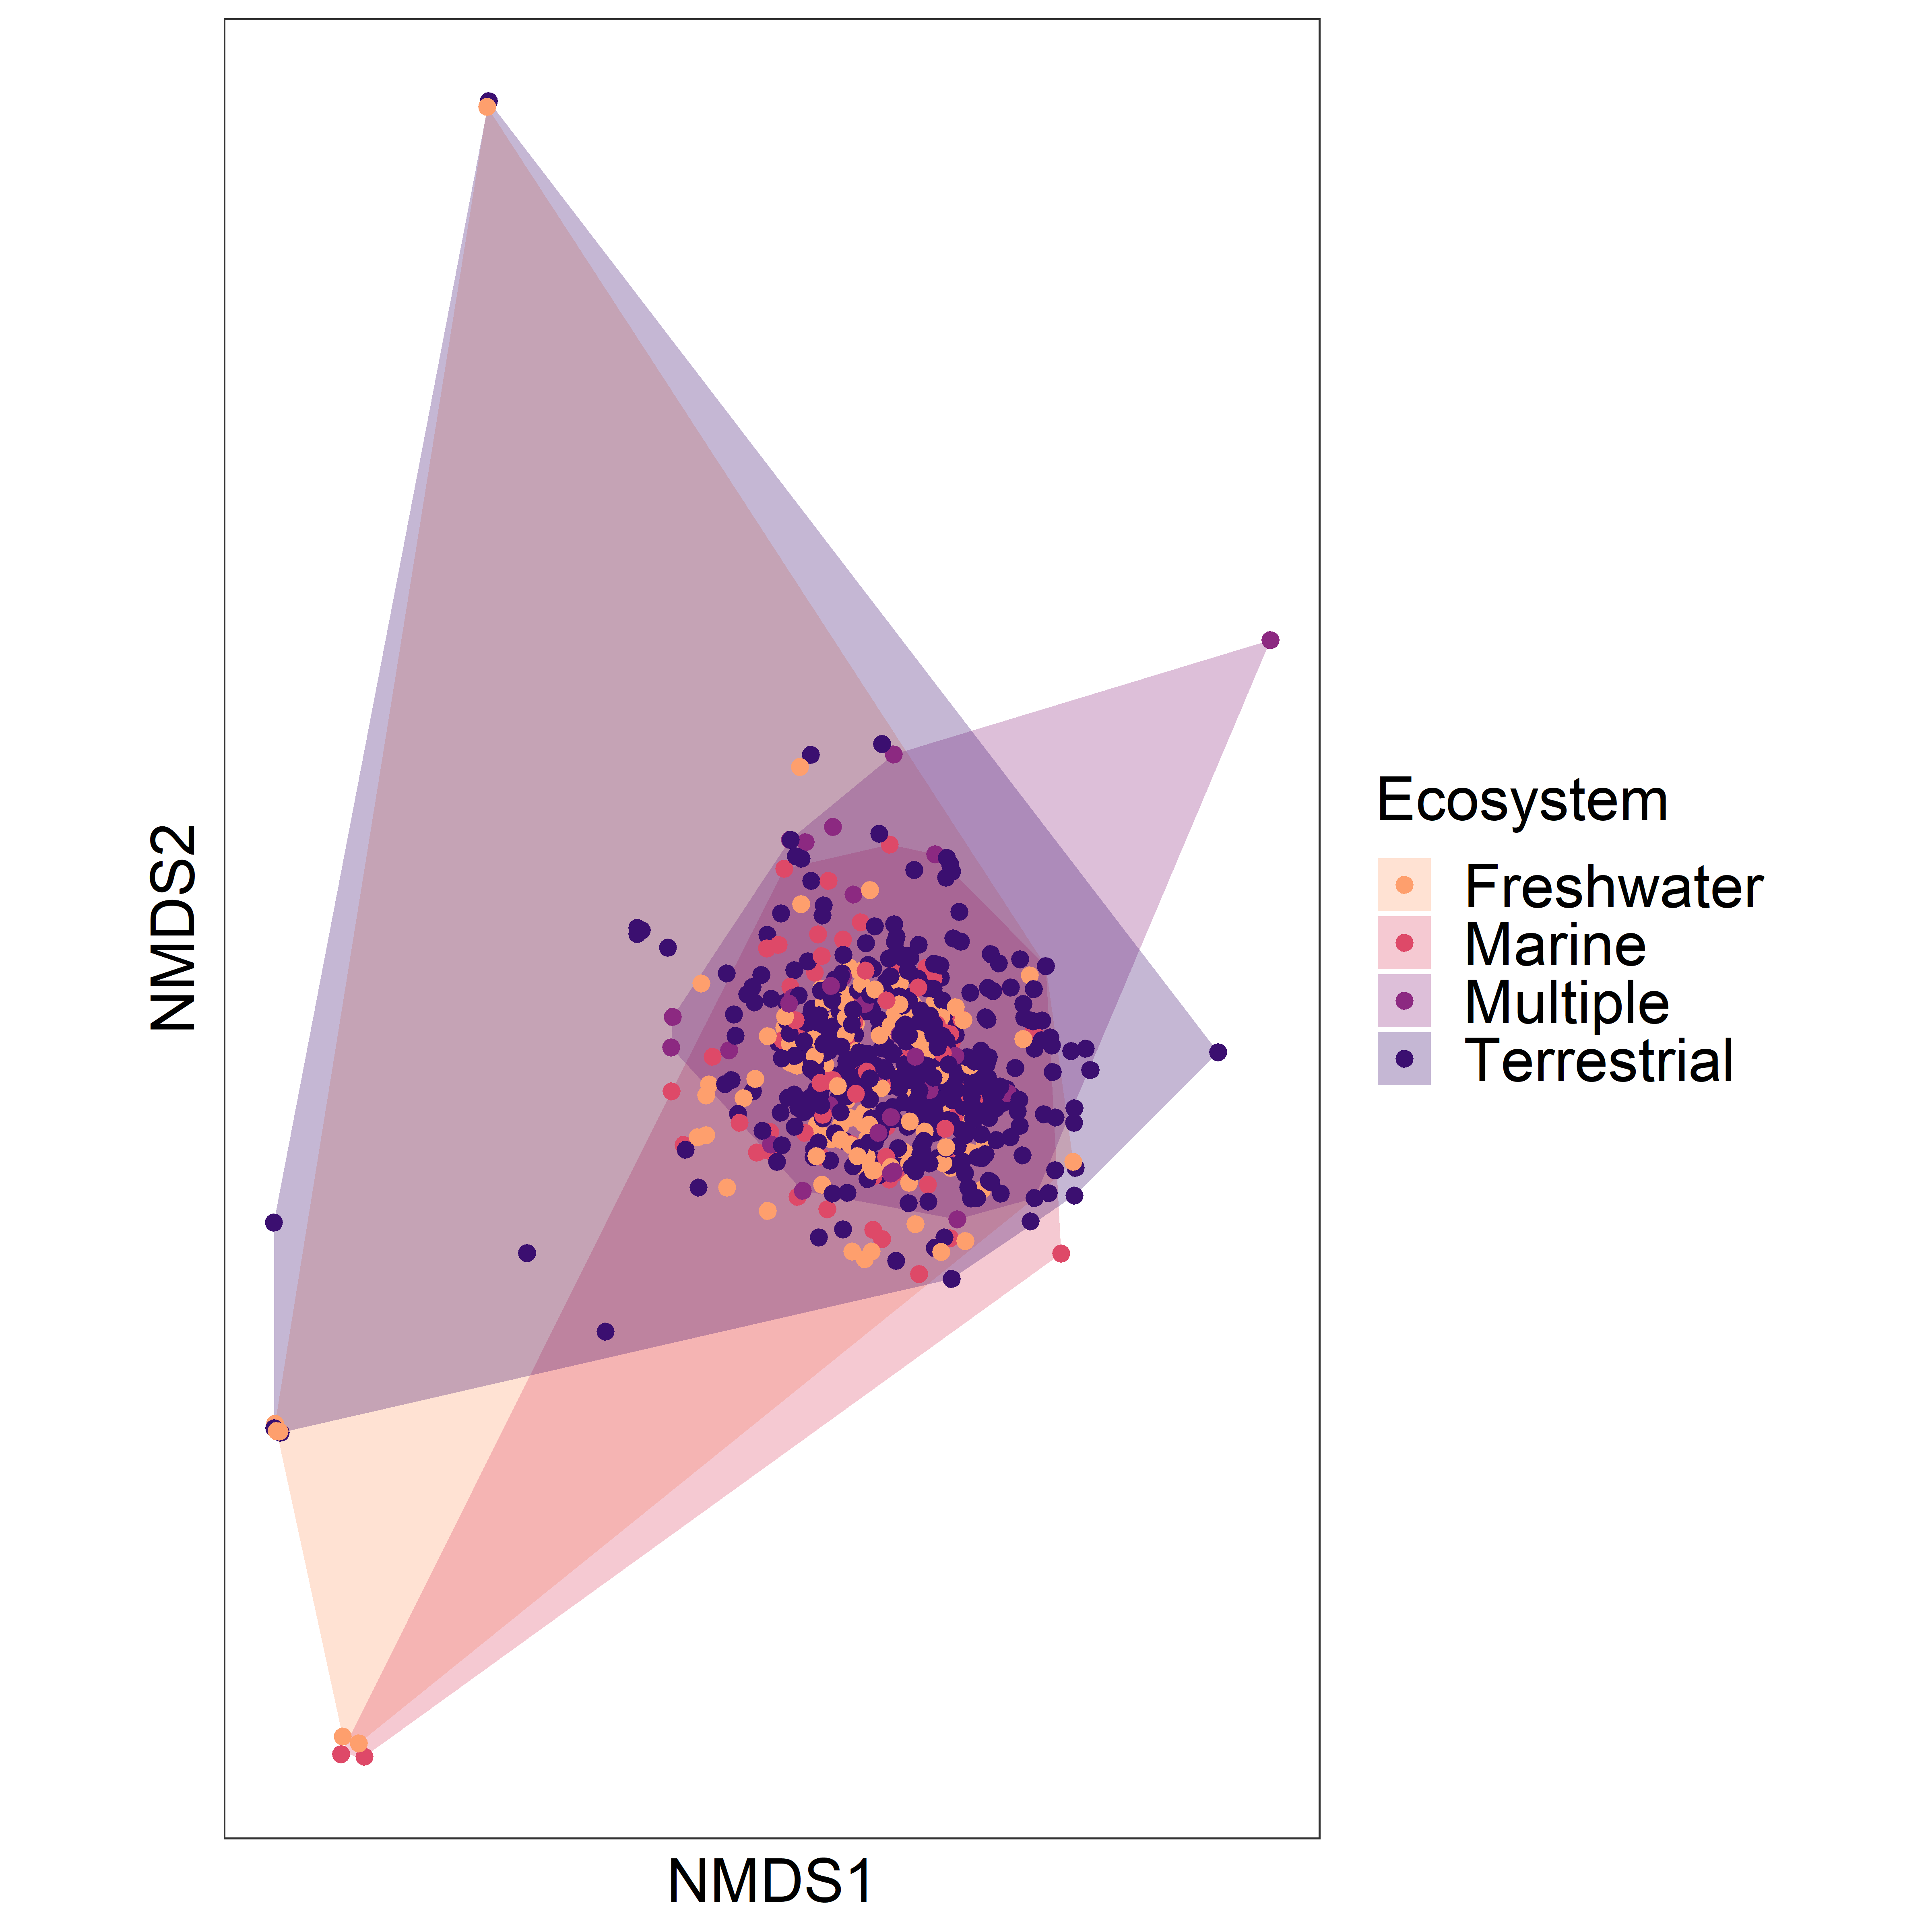 NMDS2
NMDS1
Ecosystem
Freshwater
Marine
Multiple
Terrestrial